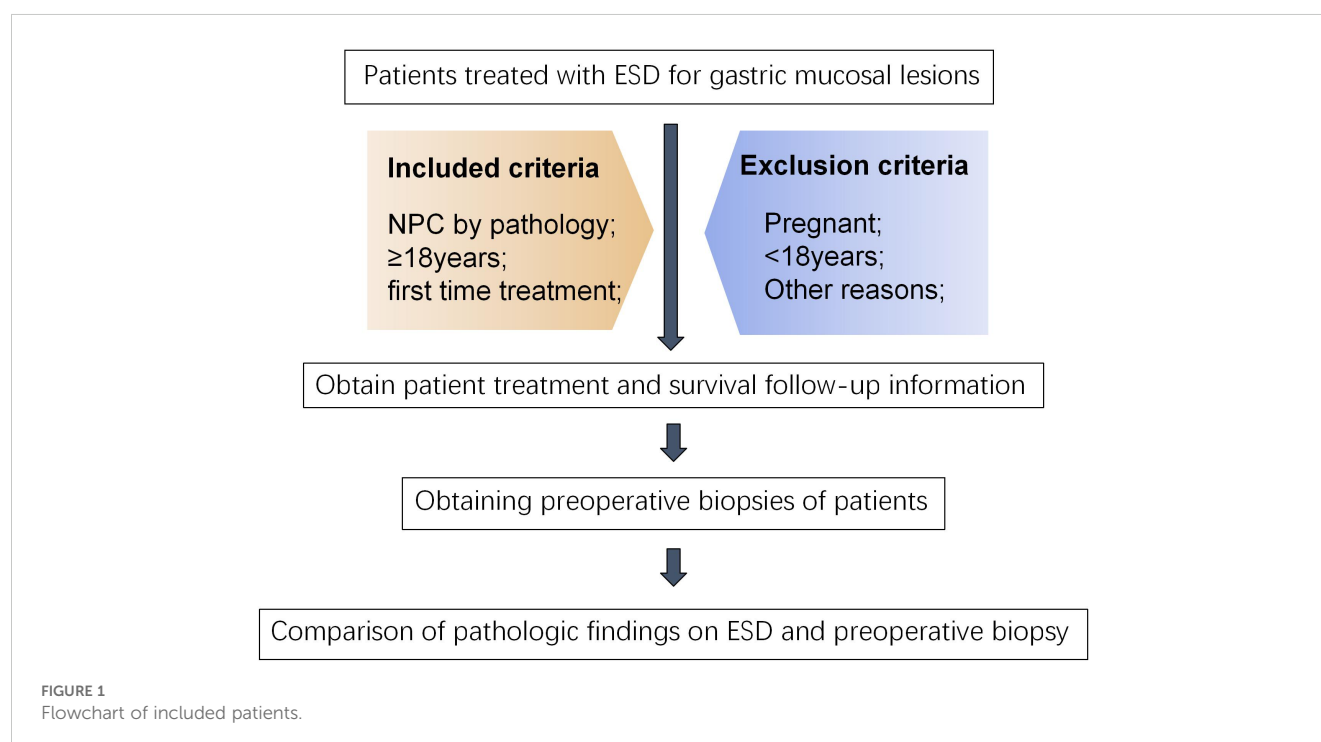 Patients treated with ESD for gastric mucosal lesions
Included criteria
NPC by pathology;
≥18years;
first time treatment;
Exclusion criteria
Pregnant;
<18years;
Other reasons;
Obtain patient treatment and survival follow-up information
Obtaining preoperative biopsies of patients
Comparison of pathologic findings on ESD and preoperative biopsy
FIGURE 1
Flowchart of included patients.